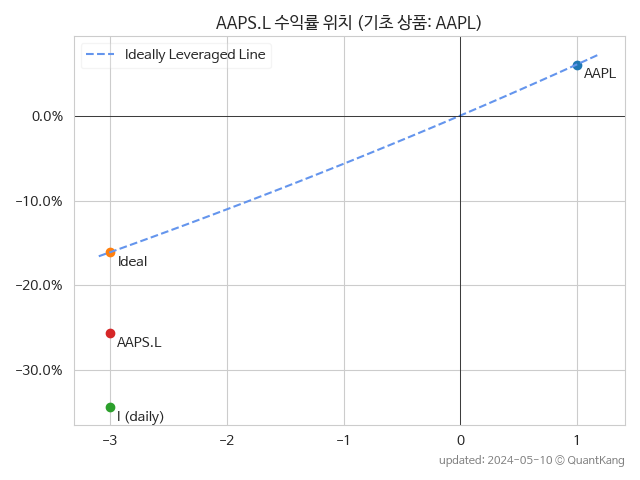 AAPS.L 수익률 위치 (기초 상품: AAPL)
Ideally Leveraged Line
AAPL
0.0%
−10.0%
−20.0%
−30.0%
Ideal
AAPS.L
I (daily)
−3
−2
−1
0
1
updated: 2024-05-10 © QuantKang